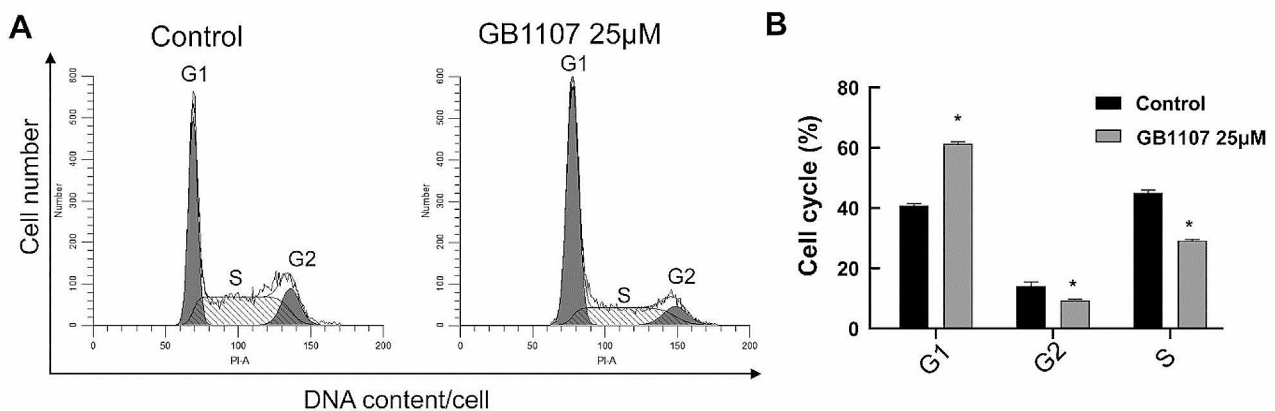 A
Control
GB1107 25µM
Cell number
Number
600
500
400
300
200
100
0
G1
S
G2
0 50 100 150 200
PI-A
Number
600
500
400
300
200
100
0
G1
S
G2
0 50 100 150 200
PI-A
DNA content/cell
B
Cell cycle (%)
80
60
40
20
0
*
*
*
Control
GB1107 25µM
G1 G2 S